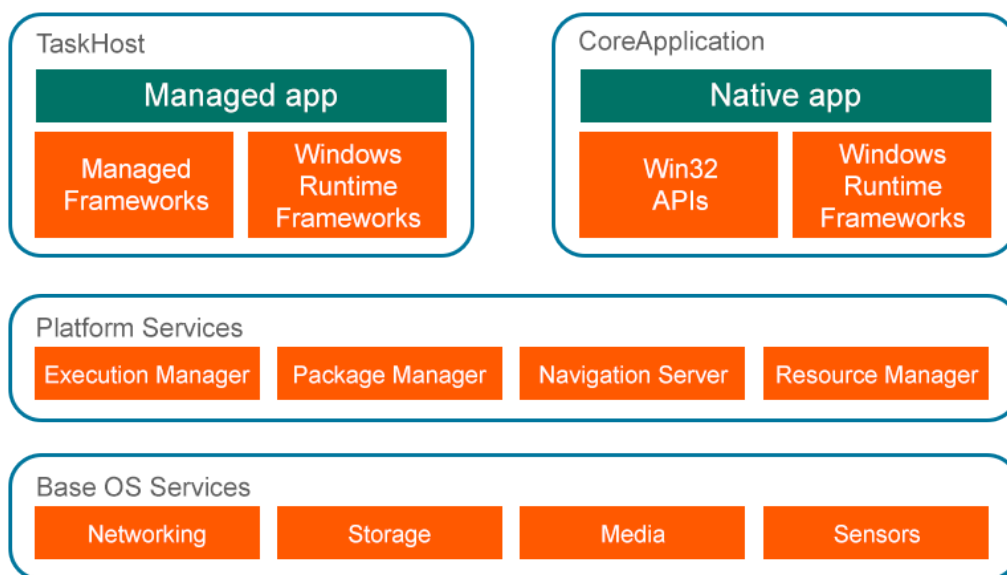 TaskHost
Managed app
Managed
Frameworks
Windows
Runtime
Frameworks
CoreApplication
Native app
Win32
APIs
Windows
Runtime
Frameworks
Platform Services
Execution Manager
Package Manager
Navigation Server
Resource Manager
Base OS Services
Networking
Storage
Media
Sensors